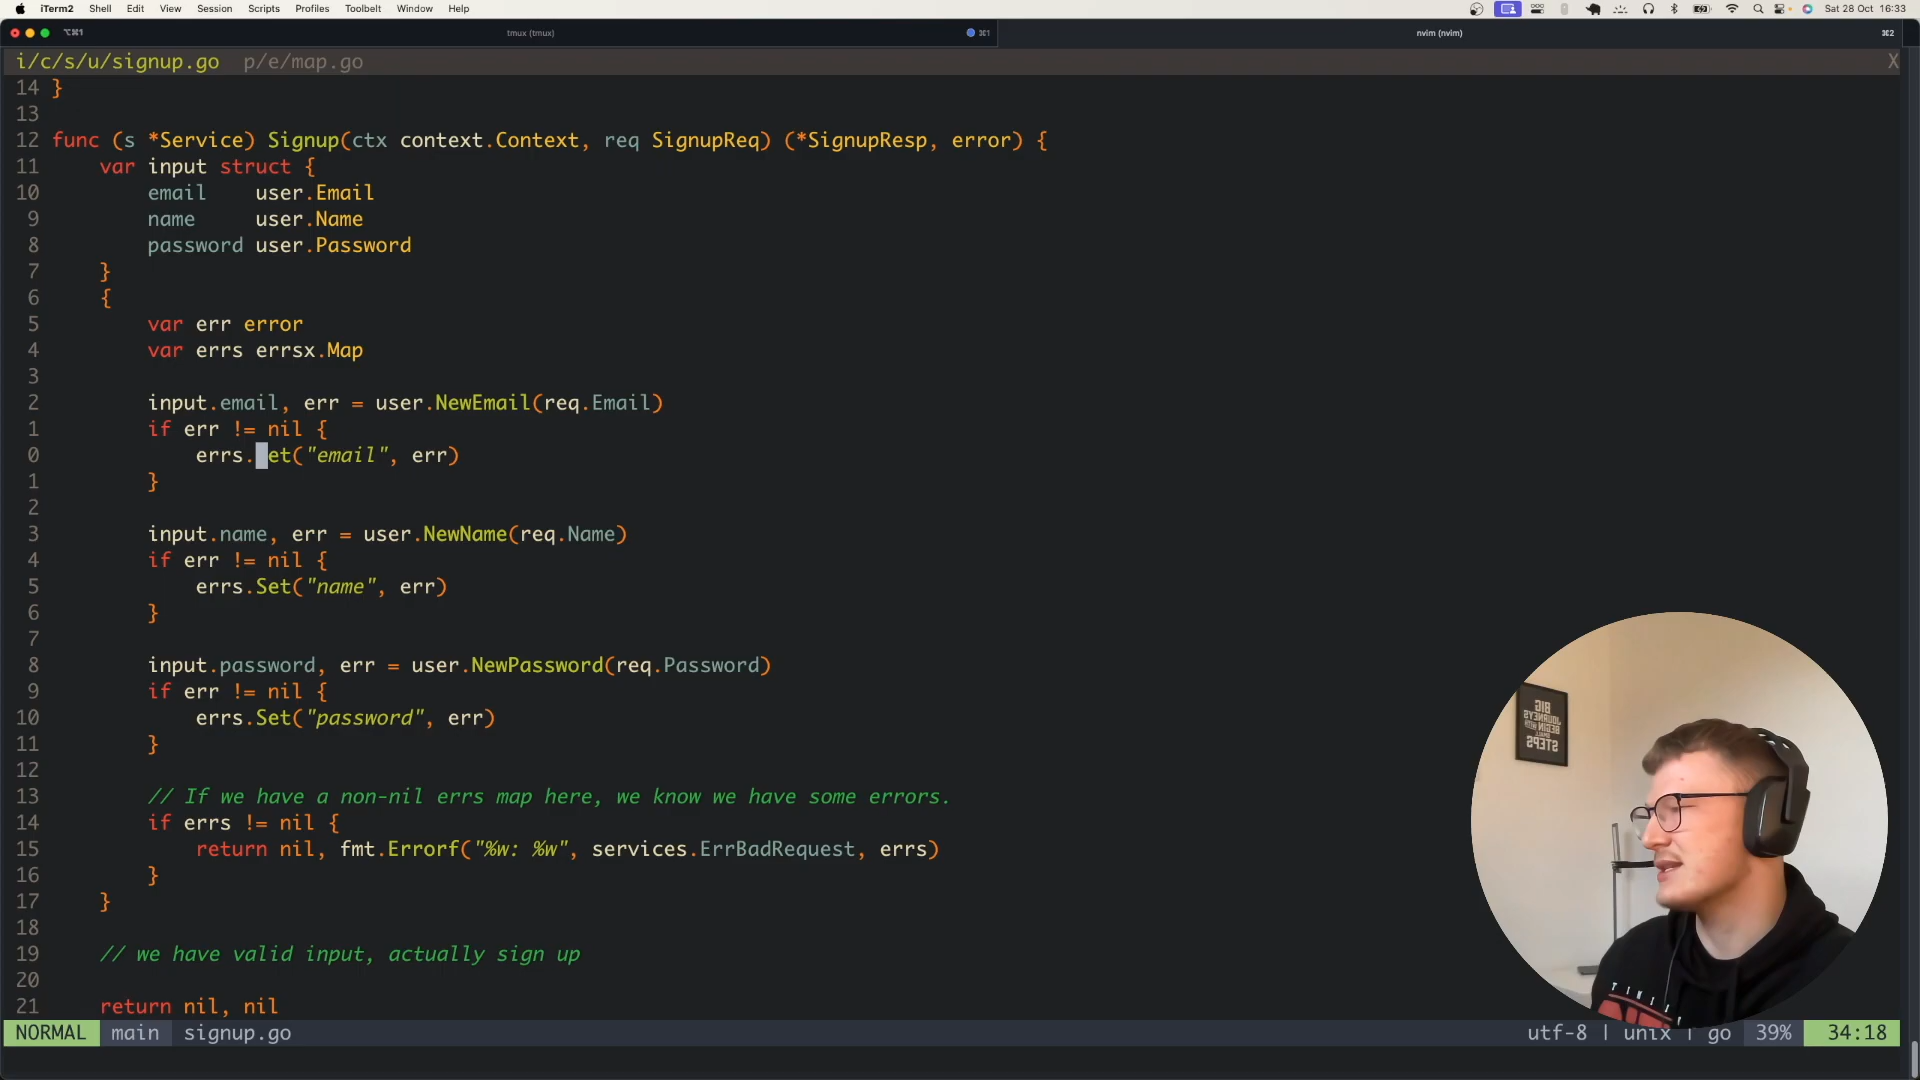 iTerm2 Shell Edit View Session Scripts Profiles Toolbelt Window Help Sat 28 Oct 16:33
⌥⌘1 tmux (tmux) ⌘1 nvim (nvim) ⌘2
i/c/s/u/signup.go p/e/map.go X
14 }
13
12 func (s *Service) Signup(ctx context.Context, req SignupReq) (*SignupResp, error) {
11 var input struct {
10 email user.Email
9 name user.Name
8 password user.Password
7 }
6 {
5 var err error
4 var errs errsx.Map
3
2 input.email, err = user.NewEmail(req.Email)
1 if err != nil {
0 errs.Set("email", err)
1 }
2
3 input.name, err = user.NewName(req.Name)
4 if err != nil {
5 errs.Set("name", err)
6 }
7
8 input.password, err = user.NewPassword(req.Password)
9 if err != nil {
10 errs.Set("password", err)
11 }
12
13 // If we have a non-nil errs map here, we know we have some errors.
14 if errs != nil {
15 return nil, fmt.Errorf("%w: %w", services.ErrBadRequest, errs)
16 }
17 }
18
19 // we have valid input, actually sign up
20
21 return nil, nil
NORMAL main signup.go utf-8 | unix | go 39% 34:18
BIG
JOURNEYS
BEGIN WITH
SMALL
STEPS